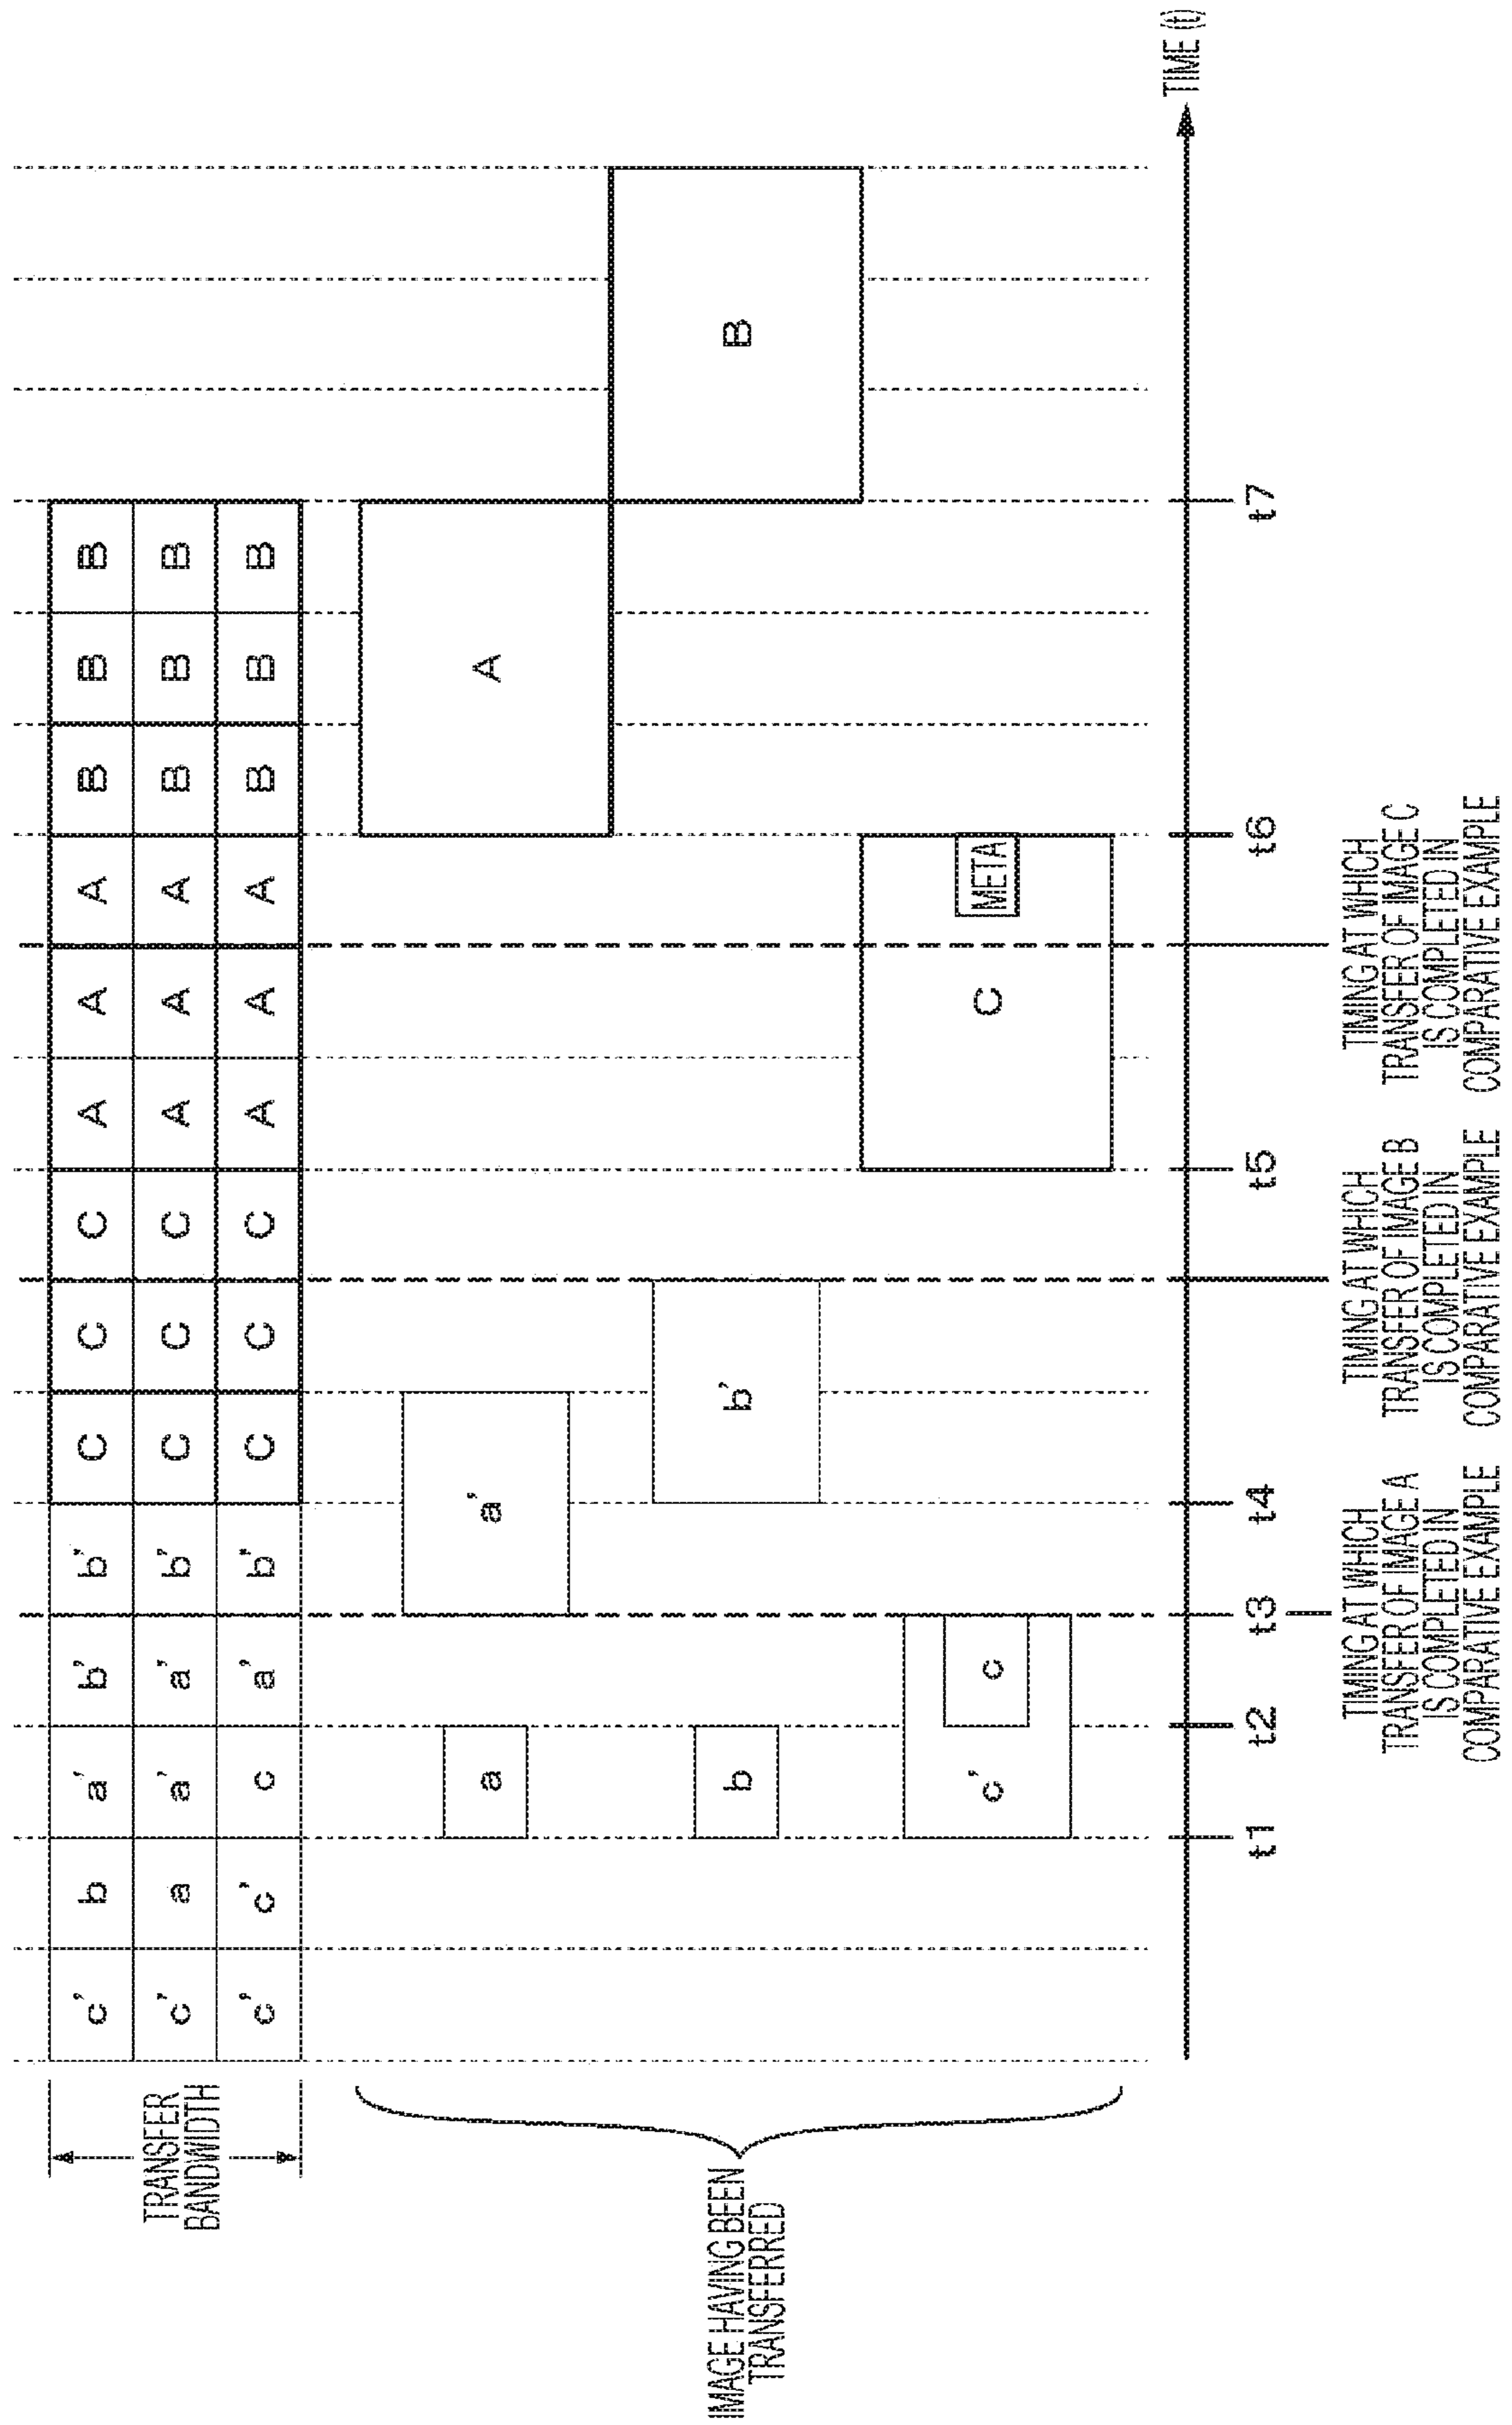 TRANSFER
BANDWIDTH
c' b a' b' b' C C C A A A B B B
c' a a' a' b' C C C A A A B B B
c' c' c a' b' C C C A A A B B B
IMAGE HAVING BEEN
TRANSFERRED
a a' A
b b' B
c' c C META
TIME (t)
t1 t2 t3 t4 t5 t6 t7
TIMING AT WHICH
TRANSFER OF IMAGE A
IS COMPLETED IN
COMPARATIVE EXAMPLE
TIMING AT WHICH
TRANSFER OF IMAGE B
IS COMPLETED IN
COMPARATIVE EXAMPLE
TIMING AT WHICH
TRANSFER OF IMAGE C
IS COMPLETED IN
COMPARATIVE EXAMPLE